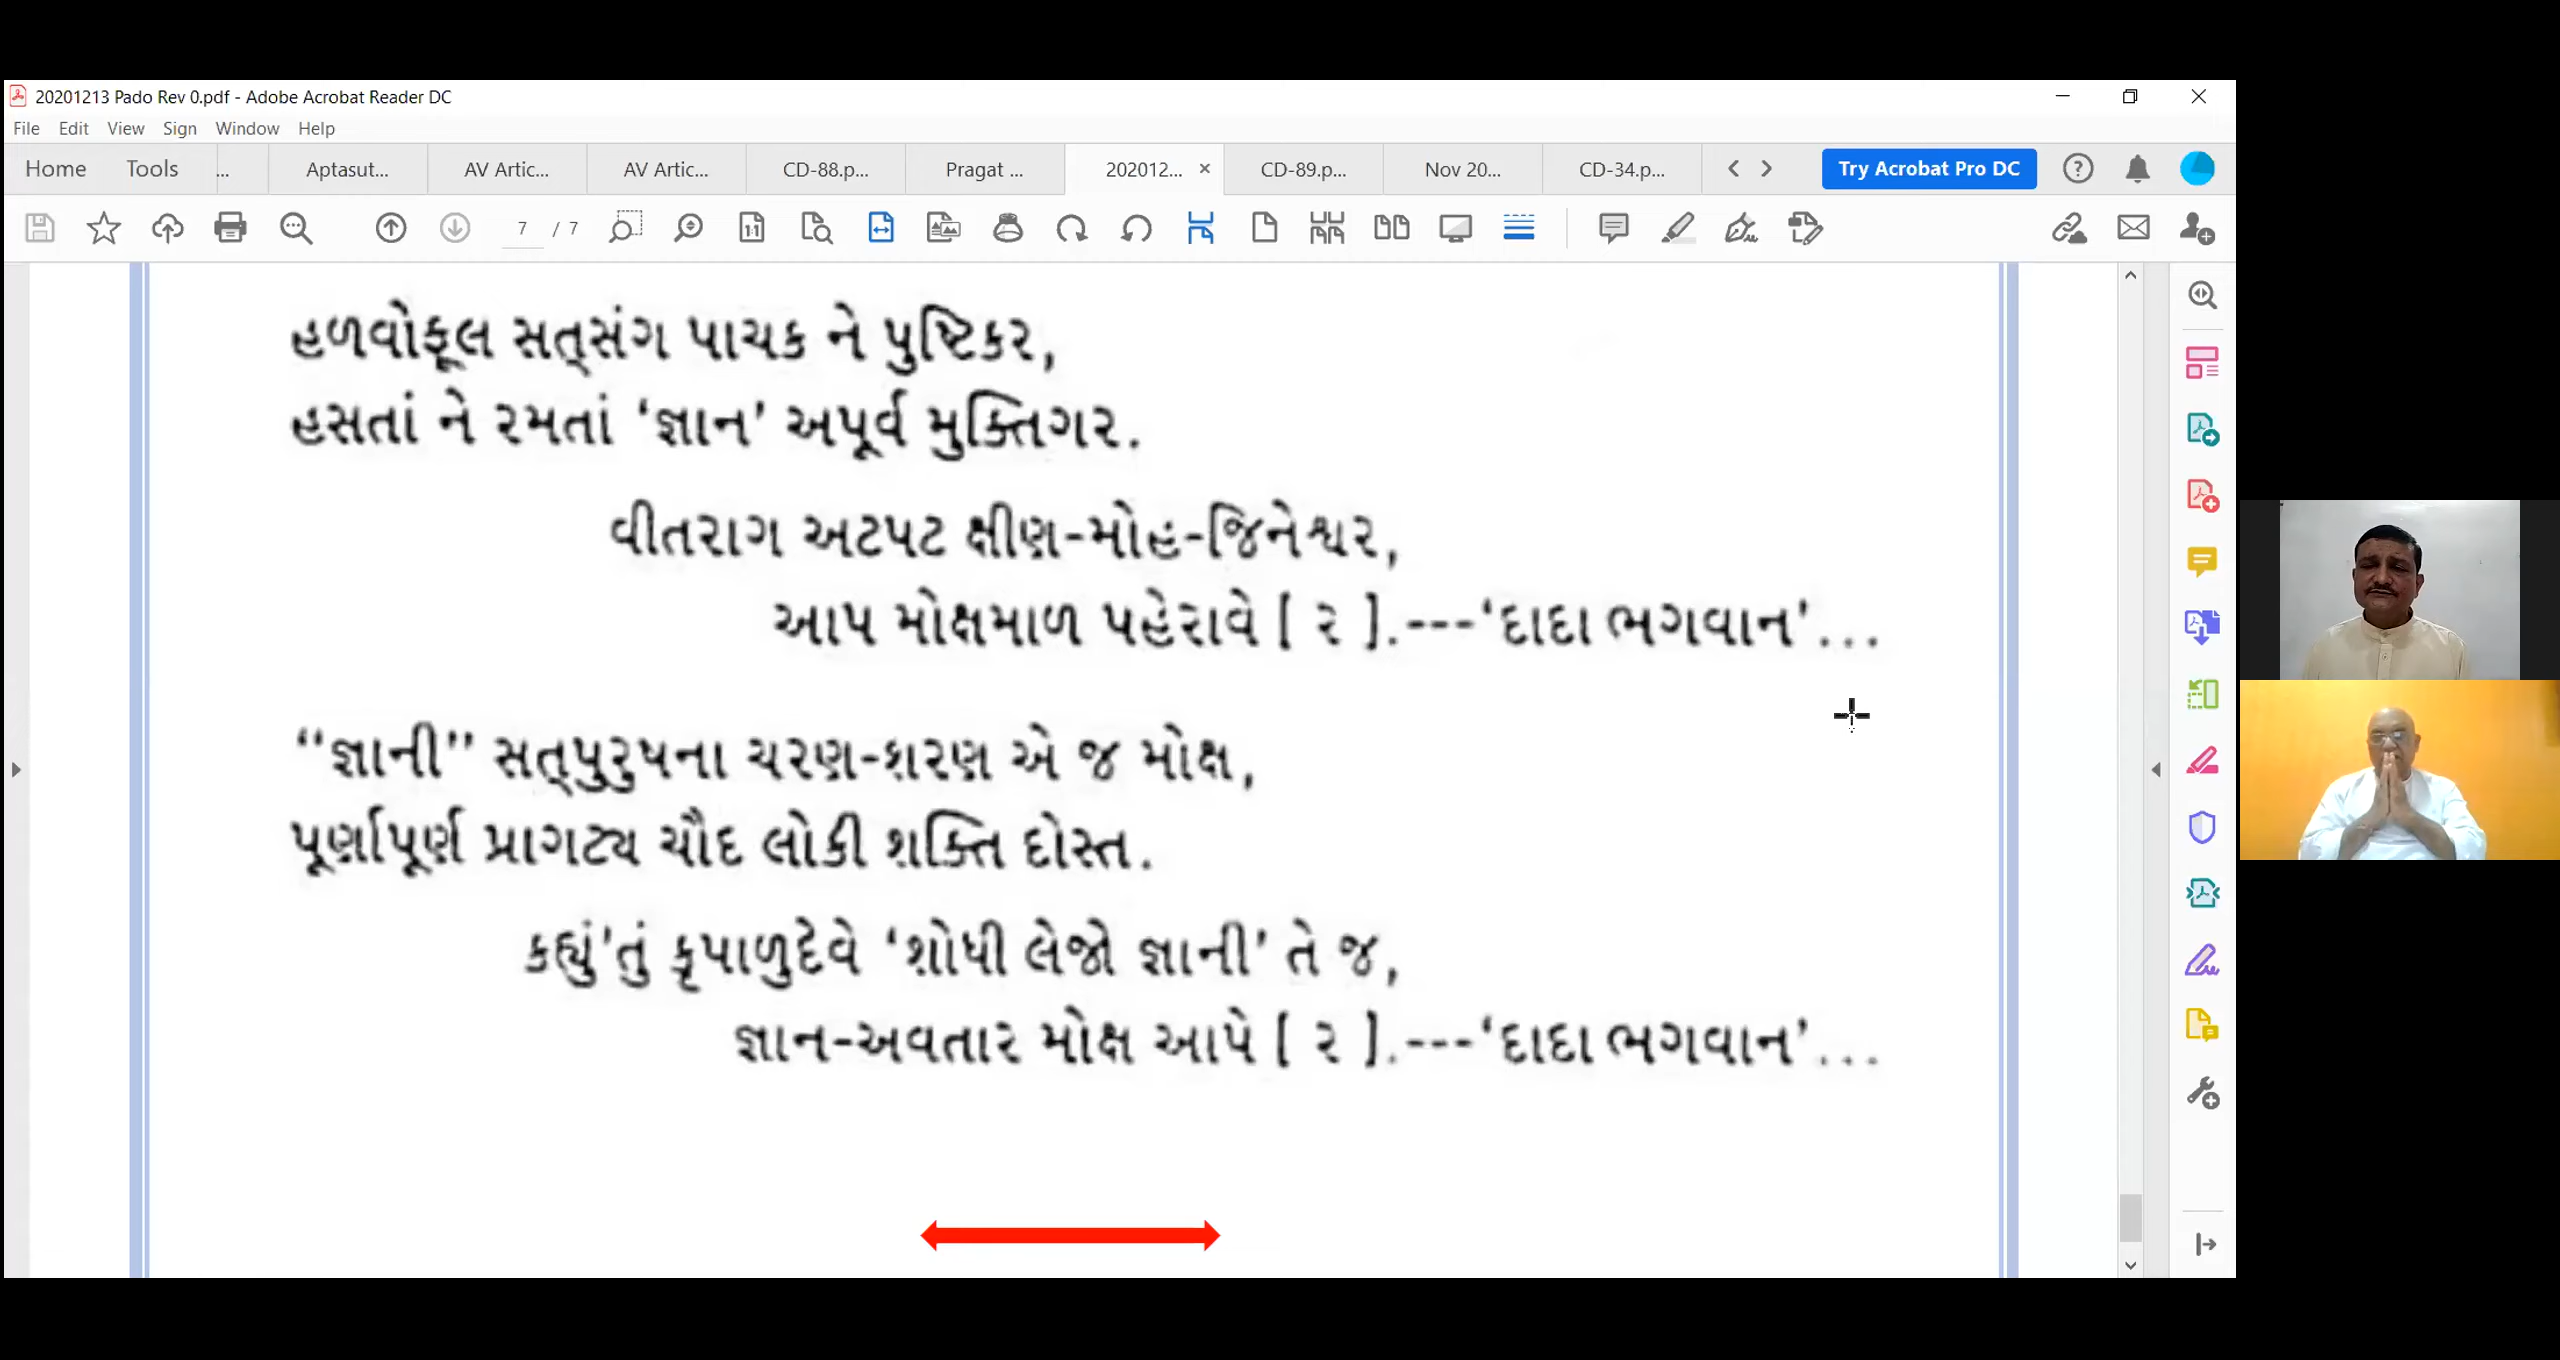 20201213 Pado Rev 0.pdf - Adobe Acrobat Reader DC
File Edit View Sign Window Help
Home Tools ... Aptasut... AV Artic... AV Artic... CD-88.p... Pragat ... 202012... × CD-89.p... Nov 20... CD-34.p... Try Acrobat Pro DC
7 / 7
હળવોફૂલ સત્સંગ પાચક ને પુષ્ટિકર,
હસતાં ને રમતાં ‘જ્ઞાન’ અપૂર્વ મુક્તિગર.
વીતરાગ અટપટ ક્ષીણ-મોહ-જિનેશ્વર,
આપ મોક્ષમાળ પહેરાવે [ ૨ ].---‘દાદા ભગવાન’...
“જ્ઞાની” સત્પુરુષના ચરણ-શરણ એ જ મોક્ષ,
પૂર્ણાપૂર્ણ પ્રાગટ્ય ચૌદ લોકી શક્તિ દોસ્ત.
કહ્યું’તું કૃપાળુદેવે ‘શોધી લેજો જ્ઞાની’ તે જ,
જ્ઞાન-અવતાર મોક્ષ આપે [ ૨ ].---‘દાદા ભગવાન’...